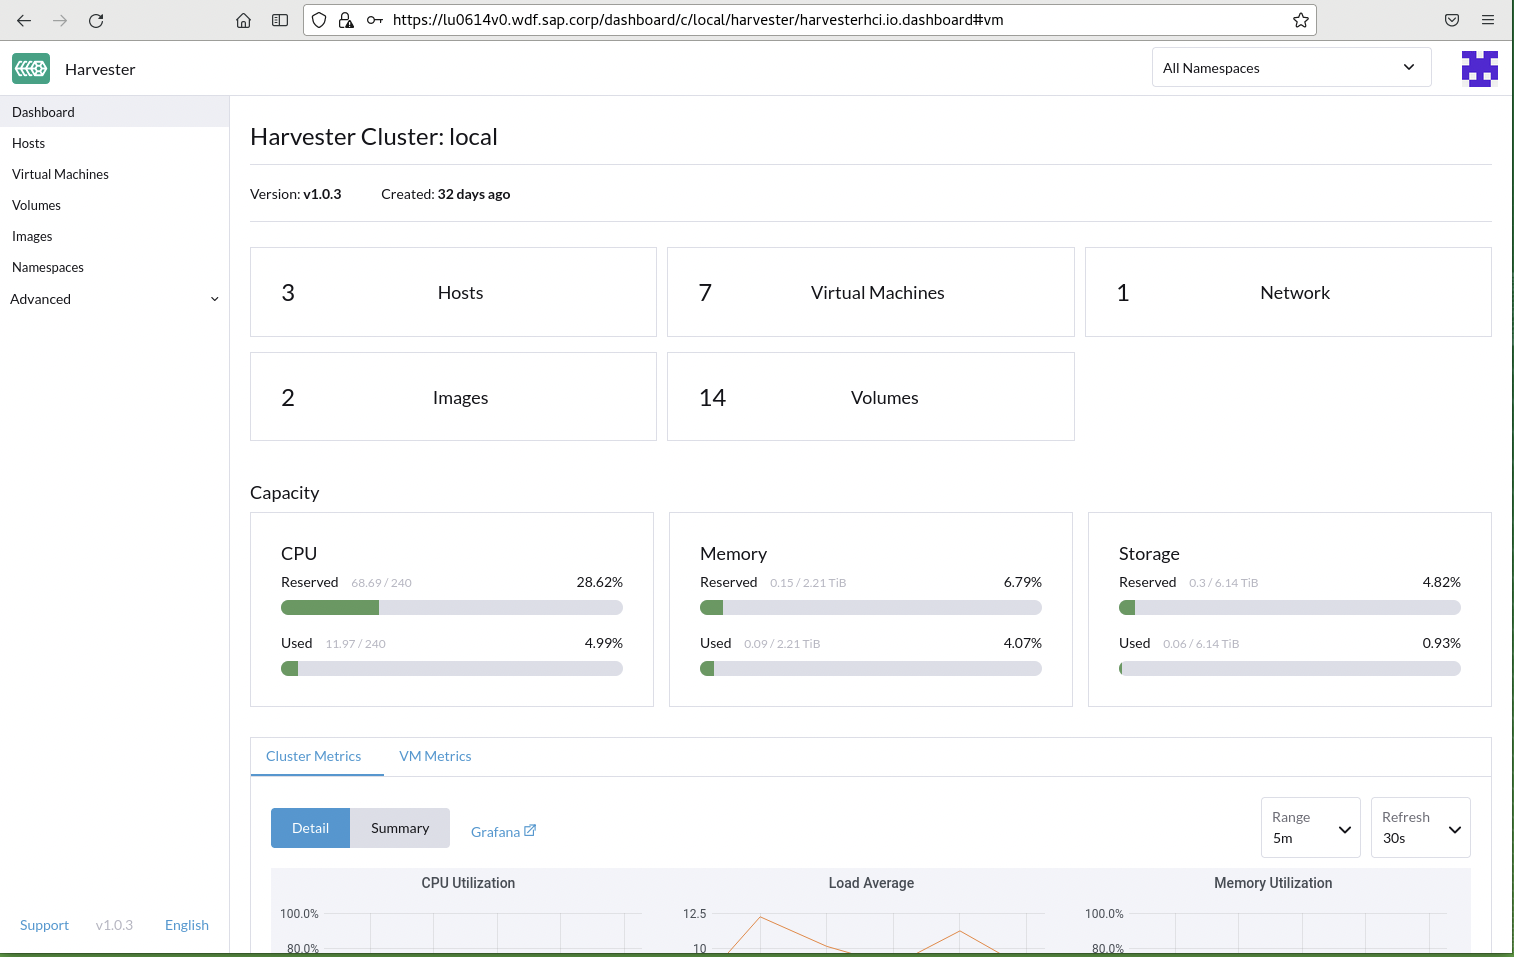 https://lu0614v0.wdf.sap.corp/dashboard/c/local/harvester/harvesterhci.io.dashboard#vm
Harvester
All Namespaces
Dashboard
Hosts
Virtual Machines
Volumes
Images
Namespaces
Advanced
Support v1.0.3 English
Harvester Cluster: local
Version: v1.0.3 Created: 32 days ago
3 Hosts
7 Virtual Machines
1 Network
2 Images
14 Volumes
Capacity
CPU
Reserved 68.69 / 240 28.62%
Used 11.97 / 240 4.99%
Memory
Reserved 0.15 / 2.21 TiB 6.79%
Used 0.09 / 2.21 TiB 4.07%
Storage
Reserved 0.3 / 6.14 TiB 4.82%
Used 0.06 / 6.14 TiB 0.93%
Cluster Metrics VM Metrics
Detail Summary Grafana
Range
5m
Refresh
30s
CPU Utilization
100.0%
80.0%
Load Average
12.5
10
Memory Utilization
100.0%
80.0%